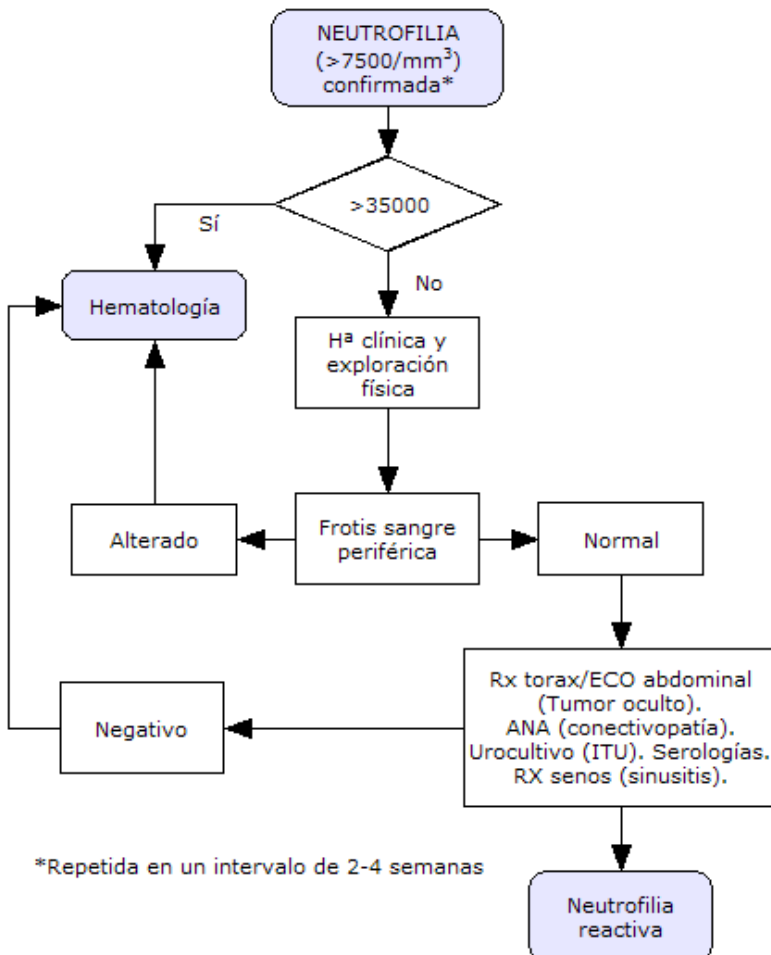 NEUTROFILIA
(>7500/mm³)
confirmada*
>35000
Sí
No
Hematología
Hª clínica y
exploración
física
Alterado
Frotis sangre
periférica
Normal
Rx torax/ECO abdominal
(Tumor oculto).
ANA (conectivopatía).
Urocultivo (ITU). Serologías.
RX senos (sinusitis).
Negativo
*Repetida en un intervalo de 2-4 semanas
Neutrofilia
reactiva